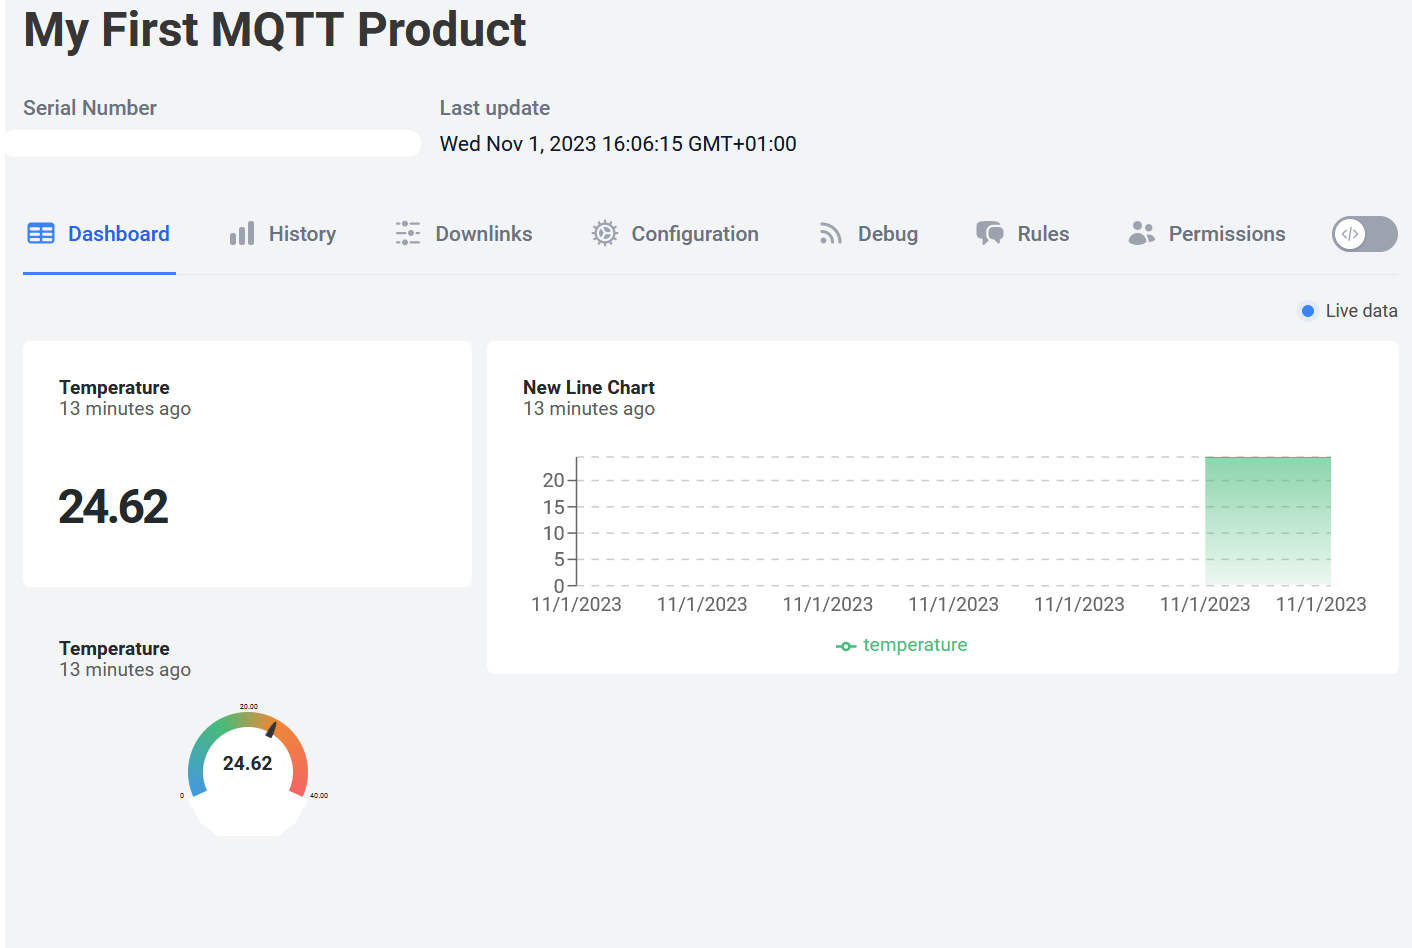 My First MQTT Product
Serial Number
Last update
Wed Nov 1, 2023 16:06:15 GMT+01:00
Dashboard
History
Downlinks
Configuration
Debug
Rules
Permissions
</>
Live data
Temperature
13 minutes ago
24.62
New Line Chart
13 minutes ago
20
15
10
5
0
11/1/2023 11/1/2023 11/1/2023 11/1/2023 11/1/2023 11/1/2023 11/1/2023
temperature
Temperature
13 minutes ago
20.00
24.62
0
40.00